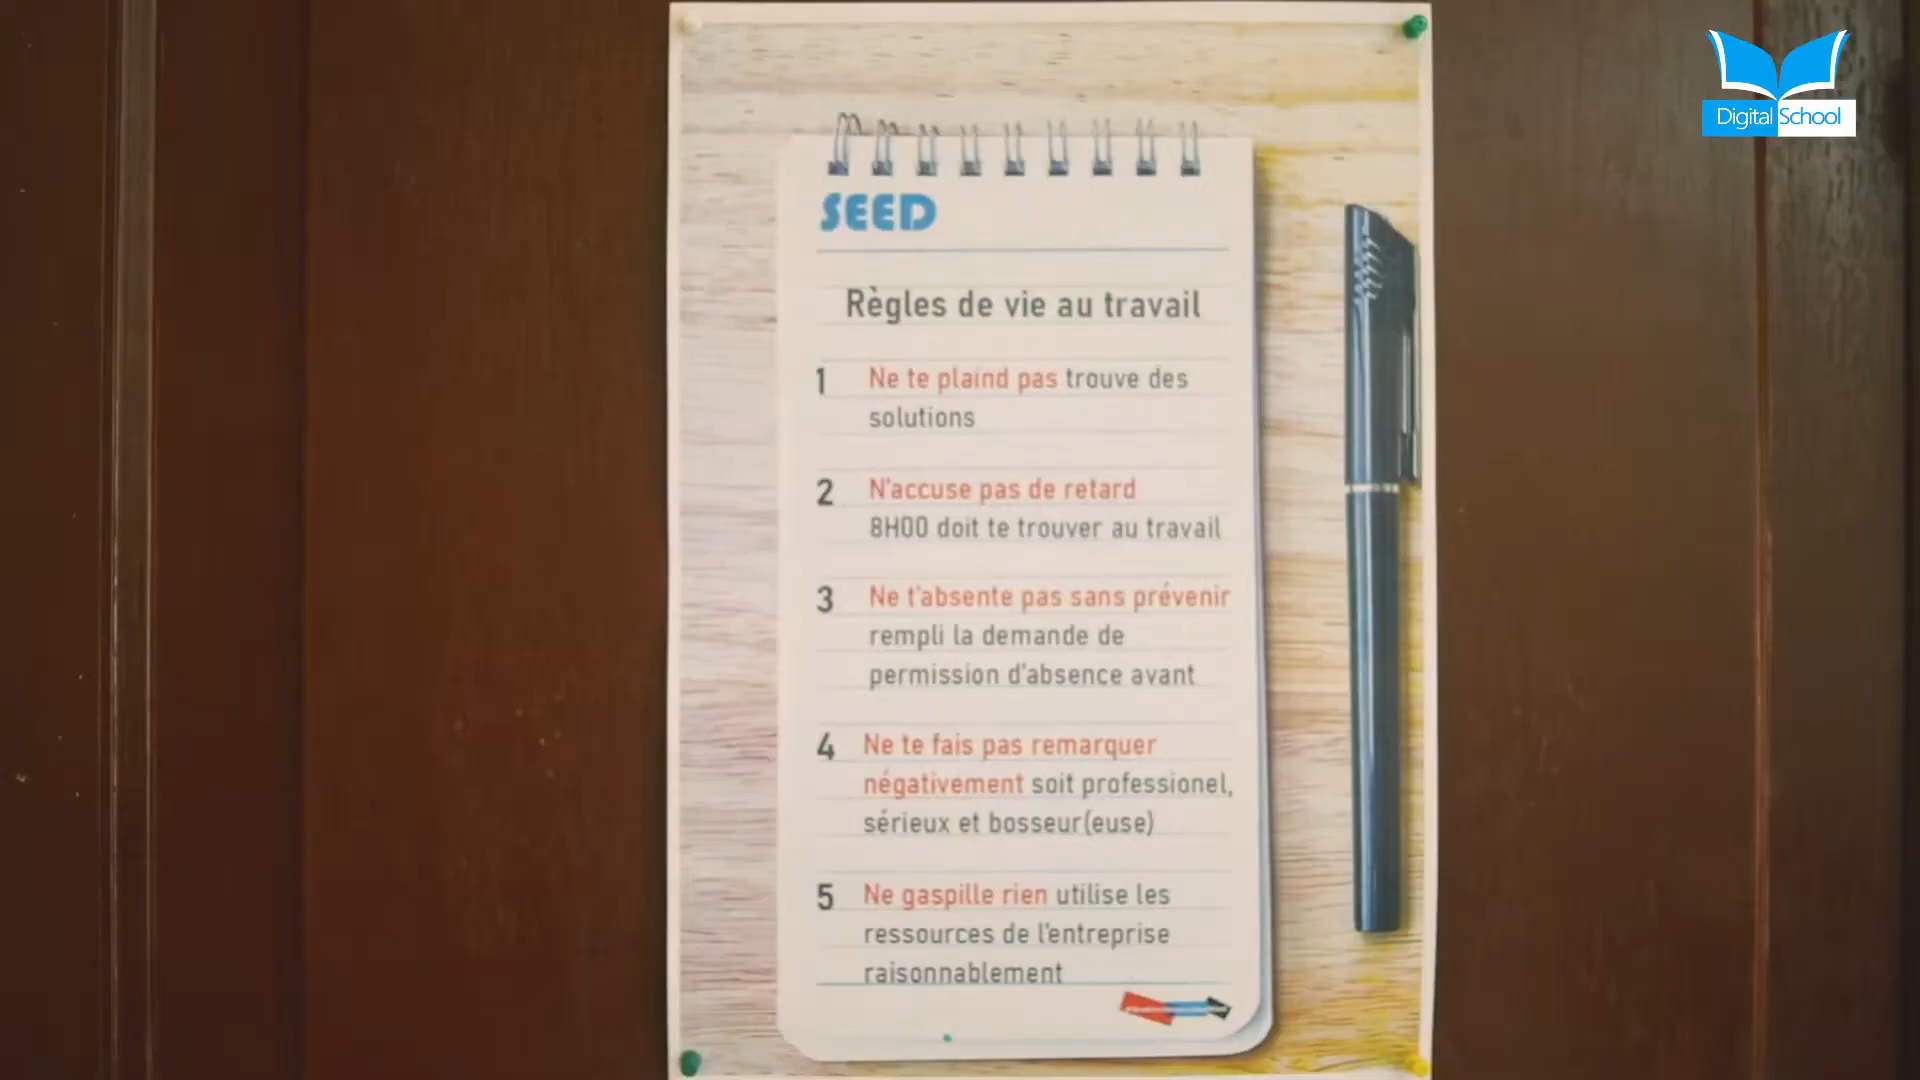 Digital School
SEED
Règles de vie au travail
1 Ne te plaind pas trouve des
solutions
2 N'accuse pas de retard
8H00 doit te trouver au travail
3 Ne t'absente pas sans prévenir
rempli la demande de
permission d'absence avant
4 Ne te fais pas remarquer
négativement soit professionel,
sérieux et bosseur(euse)
5 Ne gaspille rien utilise les
ressources de l'entreprise
raisonnablement